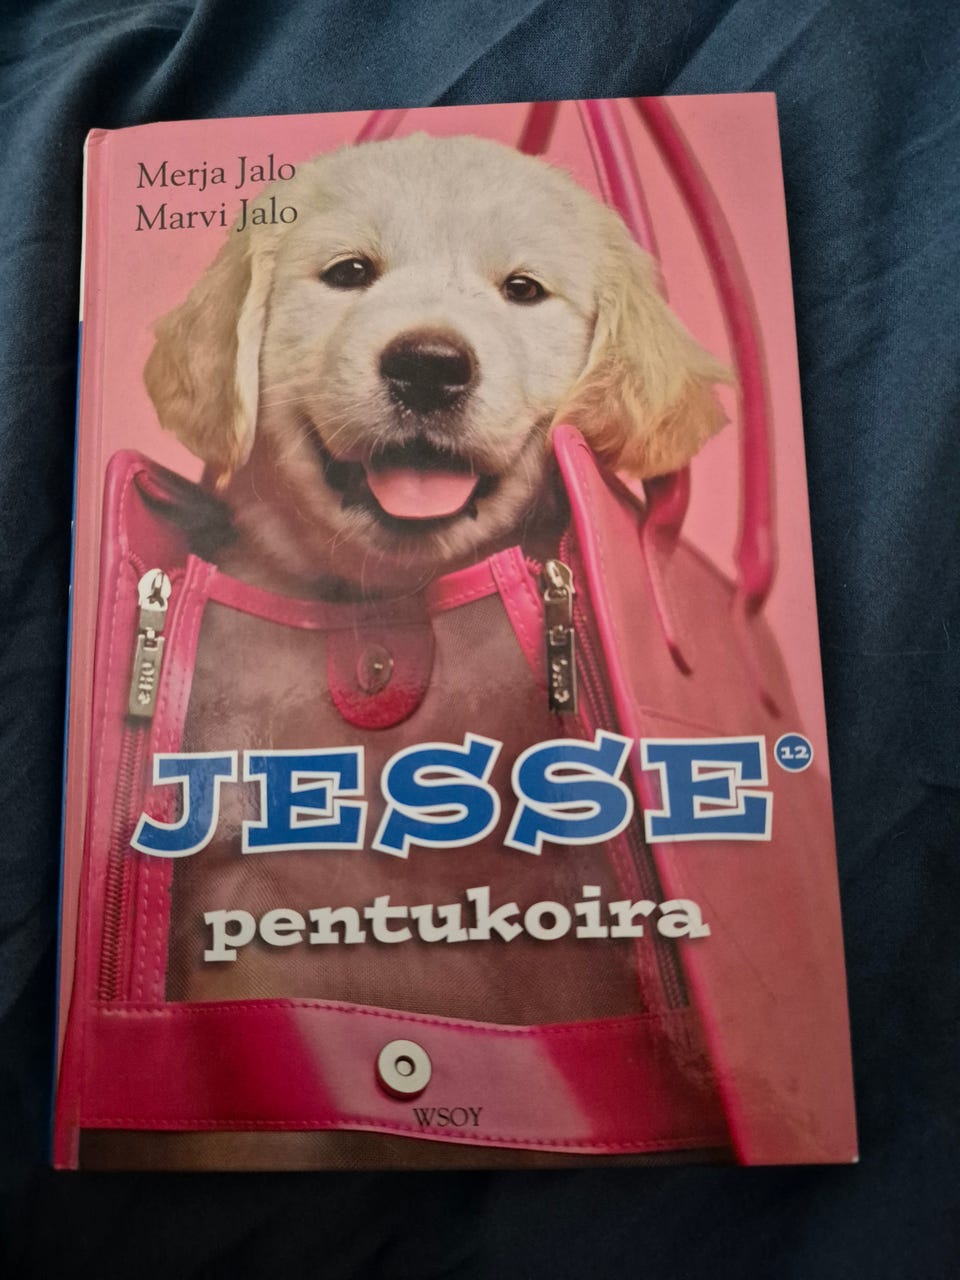 Merja Jalo
Marvi Jalo
JESSE 12
pentukoira
WSOY